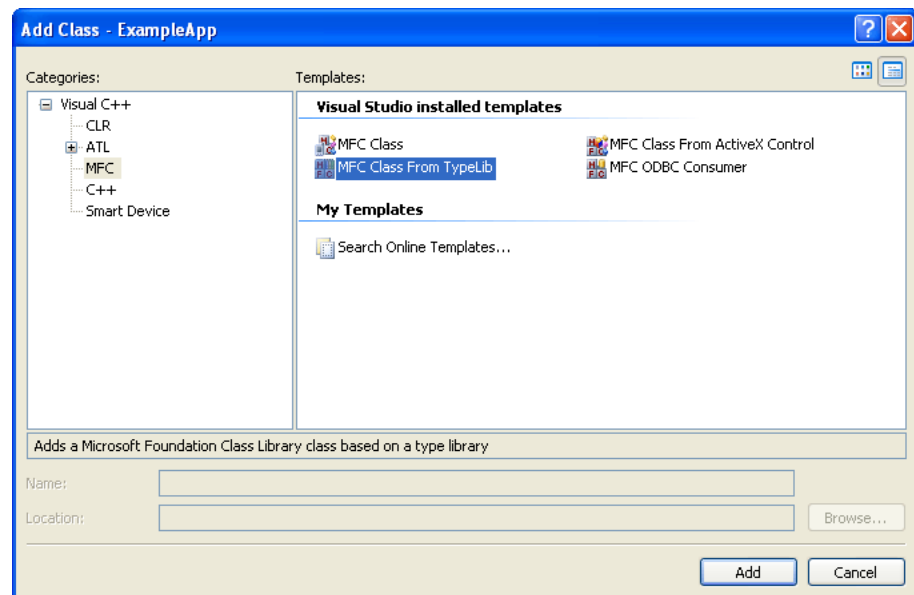 Add Class - ExampleApp
Categories:
Templates:
Visual C++
CLR
ATL
MFC
C++
Smart Device
Visual Studio installed templates
MFC Class
MFC Class From ActiveX Control
MFC Class From TypeLib
MFC ODBC Consumer
My Templates
Search Online Templates...
Adds a Microsoft Foundation Class Library class based on a type library
Name:
Location:
Browse...
Add
Cancel